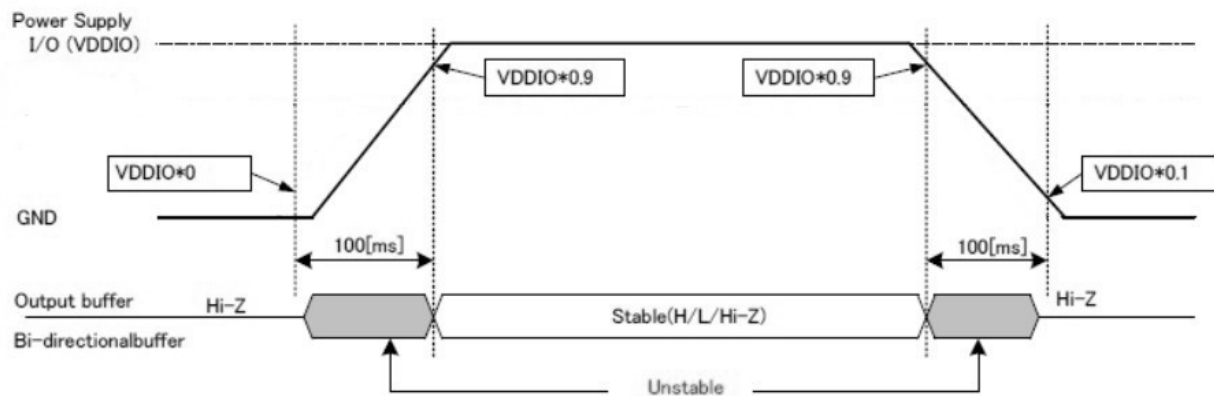 Power Supply
I/O (VDDIO)
VDDIO*0.9
VDDIO*0.9
VDDIO*0
VDDIO*0.1
GND
100[ms]
100[ms]
Output buffer
Hi-Z
Stable(H/L/Hi-Z)
Hi-Z
Bi-directionalbuffer
Unstable